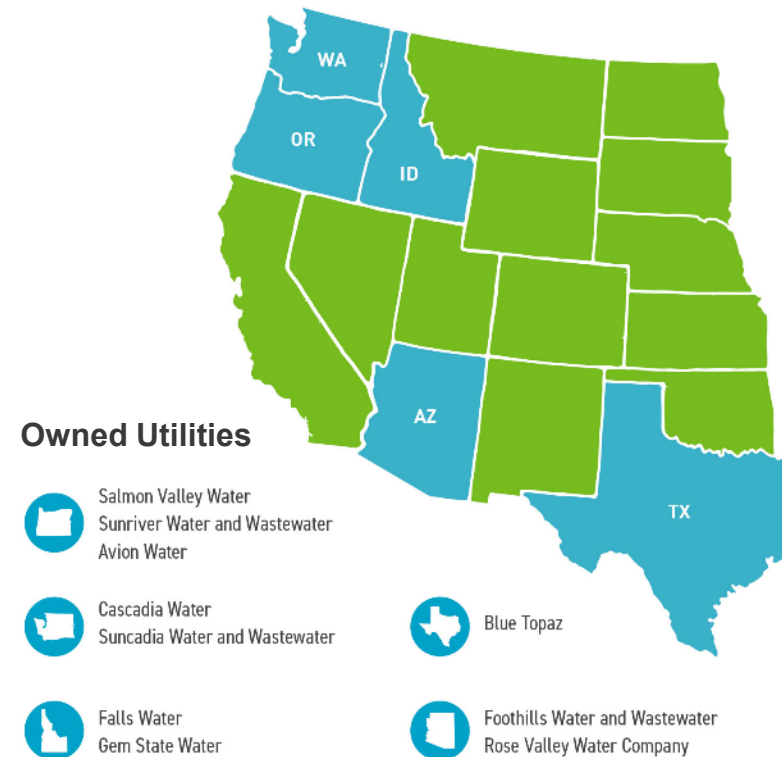 WA
OR
ID
AZ
TX
Owned Utilities
Salmon Valley Water
Sunriver Water and Wastewater
Avion Water
Cascadia Water
Suncadia Water and Wastewater
Blue Topaz
Falls Water
Gem State Water
Foothills Water and Wastewater
Rose Valley Water Company